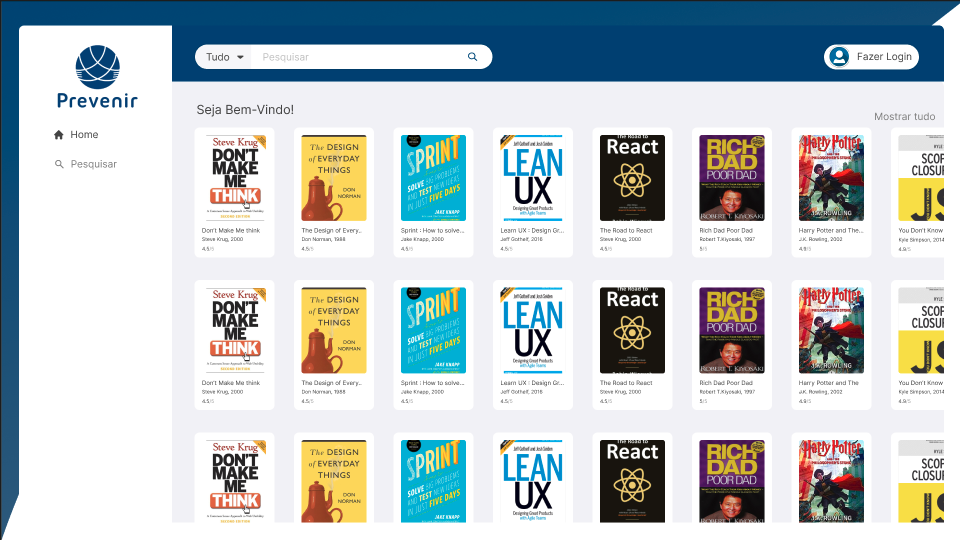 Prevenir
Home
Pesquisar
Tudo
Pesquisar
Fazer Login
Seja Bem-Vindo!
Mostrar tudo
Steve Krug
DON'T
MAKE
ME
THINK
The DESIGN
of EVERYDAY
THINGS
DON
NORMAN
SPRINT
SOLVE BIG PROBLEMS
AND TEST NEW IDEAS
IN JUST FIVE DAYS
JAKE KNAPP
Jeff Gothelf and Josh Seiden
LEAN
UX
Designing Great Products
with Agile Teams
The Road to
React
RICH
DAD
POOR DAD
ROBERT T. KIYOSAKI
Harry Potter
J.K. ROWLING
KYLE
SCOP
CLOSU
Don't Make Me think
Steve Krug, 2000
4.5/5
The Design of Every..
Don Norman, 1988
4.5/5
Sprint : How to solve...
Jake Knapp, 2000
4.5/5
Learn UX : Design Gr...
Jeff Gothelf, 2016
4.5/5
The Road to React
Steve Krug, 2000
4.5/5
Rich Dad Poor Dad
Robert T.Kiyosaki, 1997
5/5
Harry Potter and The...
J.K. Rowling, 2002
4.9/5
You Don't Know
Kyle Simpson, 2014
4.9/5
Steve Krug
DON'T
MAKE
ME
THINK
The DESIGN
of EVERYDAY
THINGS
DON
NORMAN
SPRINT
SOLVE BIG PROBLEMS
AND TEST NEW IDEAS
IN JUST FIVE DAYS
JAKE KNAPP
Jeff Gothelf and Josh Seiden
LEAN
UX
Designing Great Products
with Agile Teams
The Road to
React
RICH
DAD
POOR DAD
ROBERT T. KIYOSAKI
Harry Potter
J.K. ROWLING
KYLE
SCOP
CLOSU
Don't Make Me think
Steve Krug, 2000
4.5/5
The Design of Every..
Don Norman, 1988
4.5/5
Sprint : How to solve...
Jake Knapp, 2000
4.5/5
Learn UX : Design Gr...
Jeff Gothelf, 2016
4.5/5
The Road to React
Steve Krug, 2000
4.5/5
Rich Dad Poor Dad
Robert T.Kiyosaki, 1997
5/5
Harry Potter and The
J.K. Rowling, 2002
4.9/5
You Don't Know
Kyle Simpson, 2014
4.9/5
Steve Krug
DON'T
MAKE
ME
THINK
The DESIGN
of EVERYDAY
THINGS
DON
NORMAN
SPRINT
SOLVE BIG PROBLEMS
AND TEST NEW IDEAS
IN JUST FIVE DAYS
JAKE KNAPP
Jeff Gothelf and Josh Seiden
LEAN
UX
Designing Great Products
with Agile Teams
The Road to
React
RICH
DAD
POOR DAD
ROBERT T. KIYOSAKI
Harry Potter
J.K. ROWLING
KYLE
SCOP
CLOSU